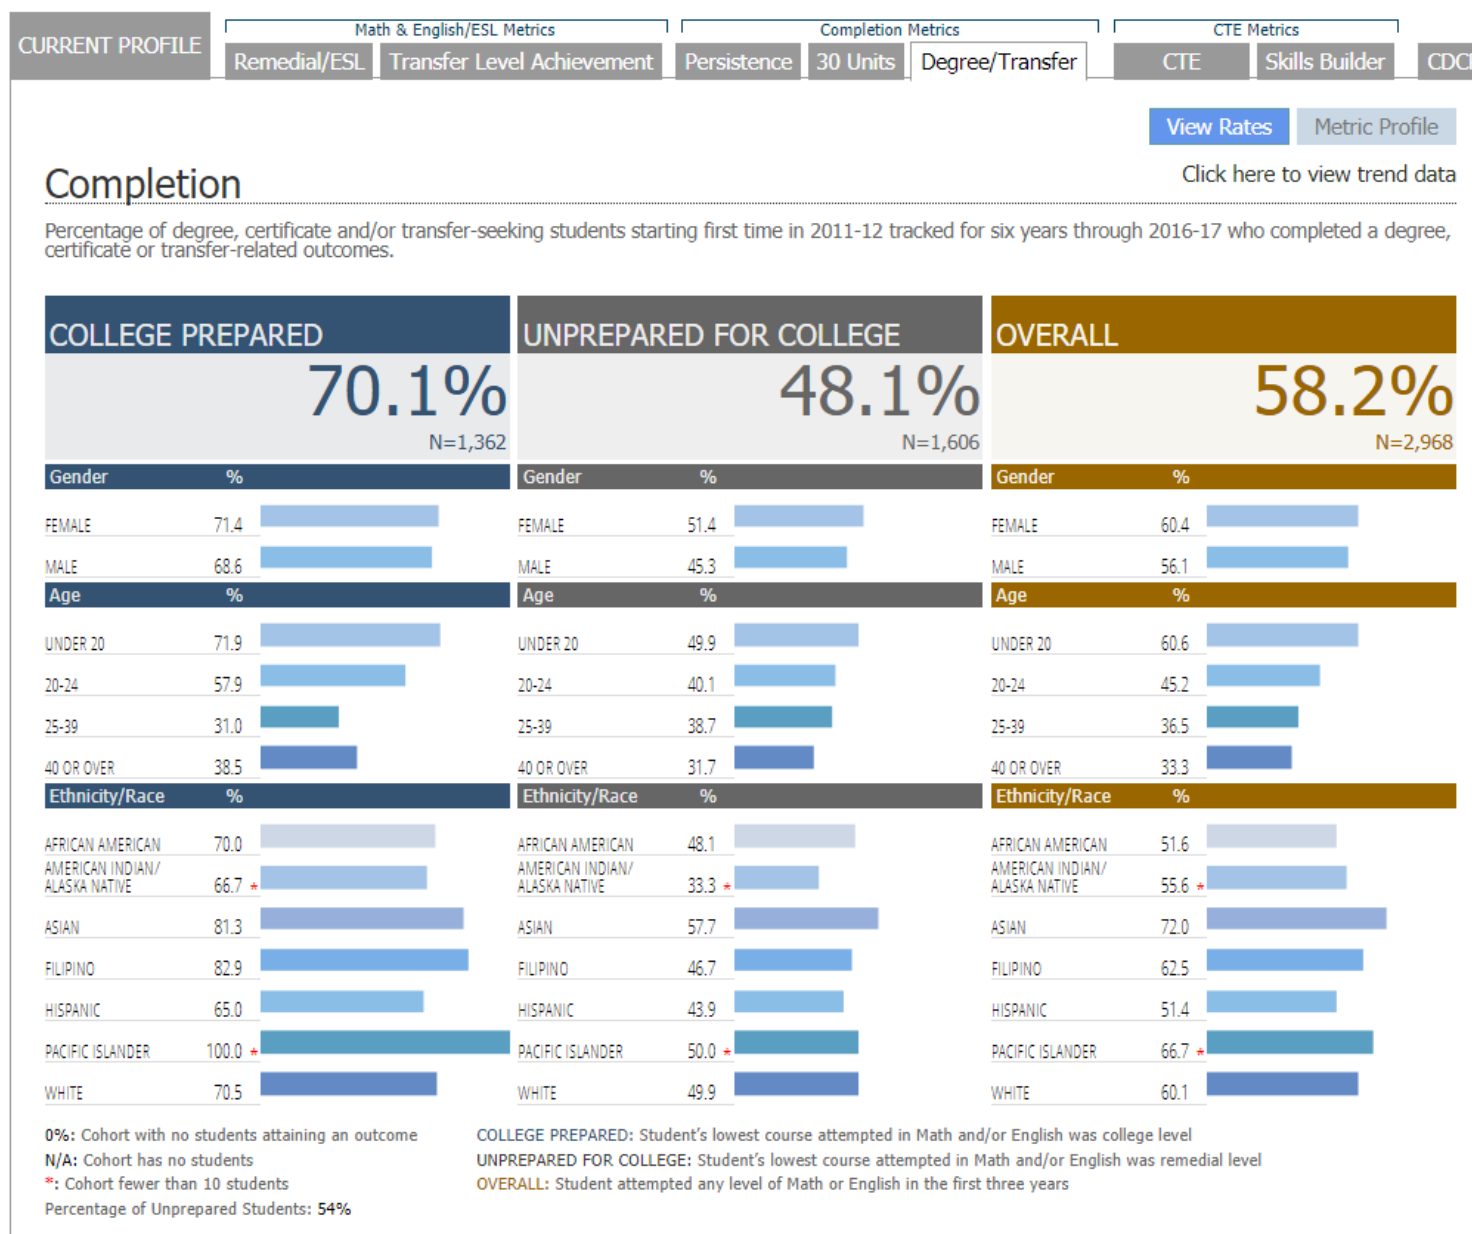 CURRENT PROFILE
Math & English/ESL Metrics
Completion Metrics
CTE Metrics
Remedial/ESL
Transfer Level Achievement
Persistence
30 Units
Degree/Transfer
CTE
Skills Builder
View Rates
Metric Profile
Completion
Click here to view trend data
Percentage of degree, certificate and/or transfer-seeking students starting first time in 2011-12 tracked for six years through 2016-17 who completed a degree,
certificate or transfer-related outcomes.
COLLEGE PREPARED
70.1%
N=1,362
Gender %
FEMALE 71.4
MALE 68.6
Age %
UNDER 20 71.9
20-24 57.9
25-39 31.0
40 OR OVER 38.5
Ethnicity/Race %
AFRICAN AMERICAN 70.0
AMERICAN INDIAN/
ALASKA NATIVE 66.7 *
ASIAN 81.3
FILIPINO 82.9
HISPANIC 65.0
PACIFIC ISLANDER 100.0 *
WHITE 70.5
UNPREPARED FOR COLLEGE
48.1%
N=1,606
Gender %
FEMALE 51.4
MALE 45.3
Age %
UNDER 20 49.9
20-24 40.1
25-39 38.7
40 OR OVER 31.7
Ethnicity/Race %
AFRICAN AMERICAN 48.1
AMERICAN INDIAN/
ALASKA NATIVE 33.3 *
ASIAN 57.7
FILIPINO 46.7
HISPANIC 43.9
PACIFIC ISLANDER 50.0 *
WHITE 49.9
OVERALL
58.2%
N=2,968
Gender %
FEMALE 60.4
MALE 56.1
Age %
UNDER 20 60.6
20-24 45.2
25-39 36.5
40 OR OVER 33.3
Ethnicity/Race %
AFRICAN AMERICAN 51.6
AMERICAN INDIAN/
ALASKA NATIVE 55.6 *
ASIAN 72.0
FILIPINO 62.5
HISPANIC 51.4
PACIFIC ISLANDER 66.7 *
WHITE 60.1
0%: Cohort with no students attaining an outcome
N/A: Cohort has no students
*: Cohort fewer than 10 students
Percentage of Unprepared Students: 54%
COLLEGE PREPARED: Student's lowest course attempted in Math and/or English was college level
UNPREPARED FOR COLLEGE: Student's lowest course attempted in Math and/or English was remedial level
OVERALL: Student attempted any level of Math or English in the first three years